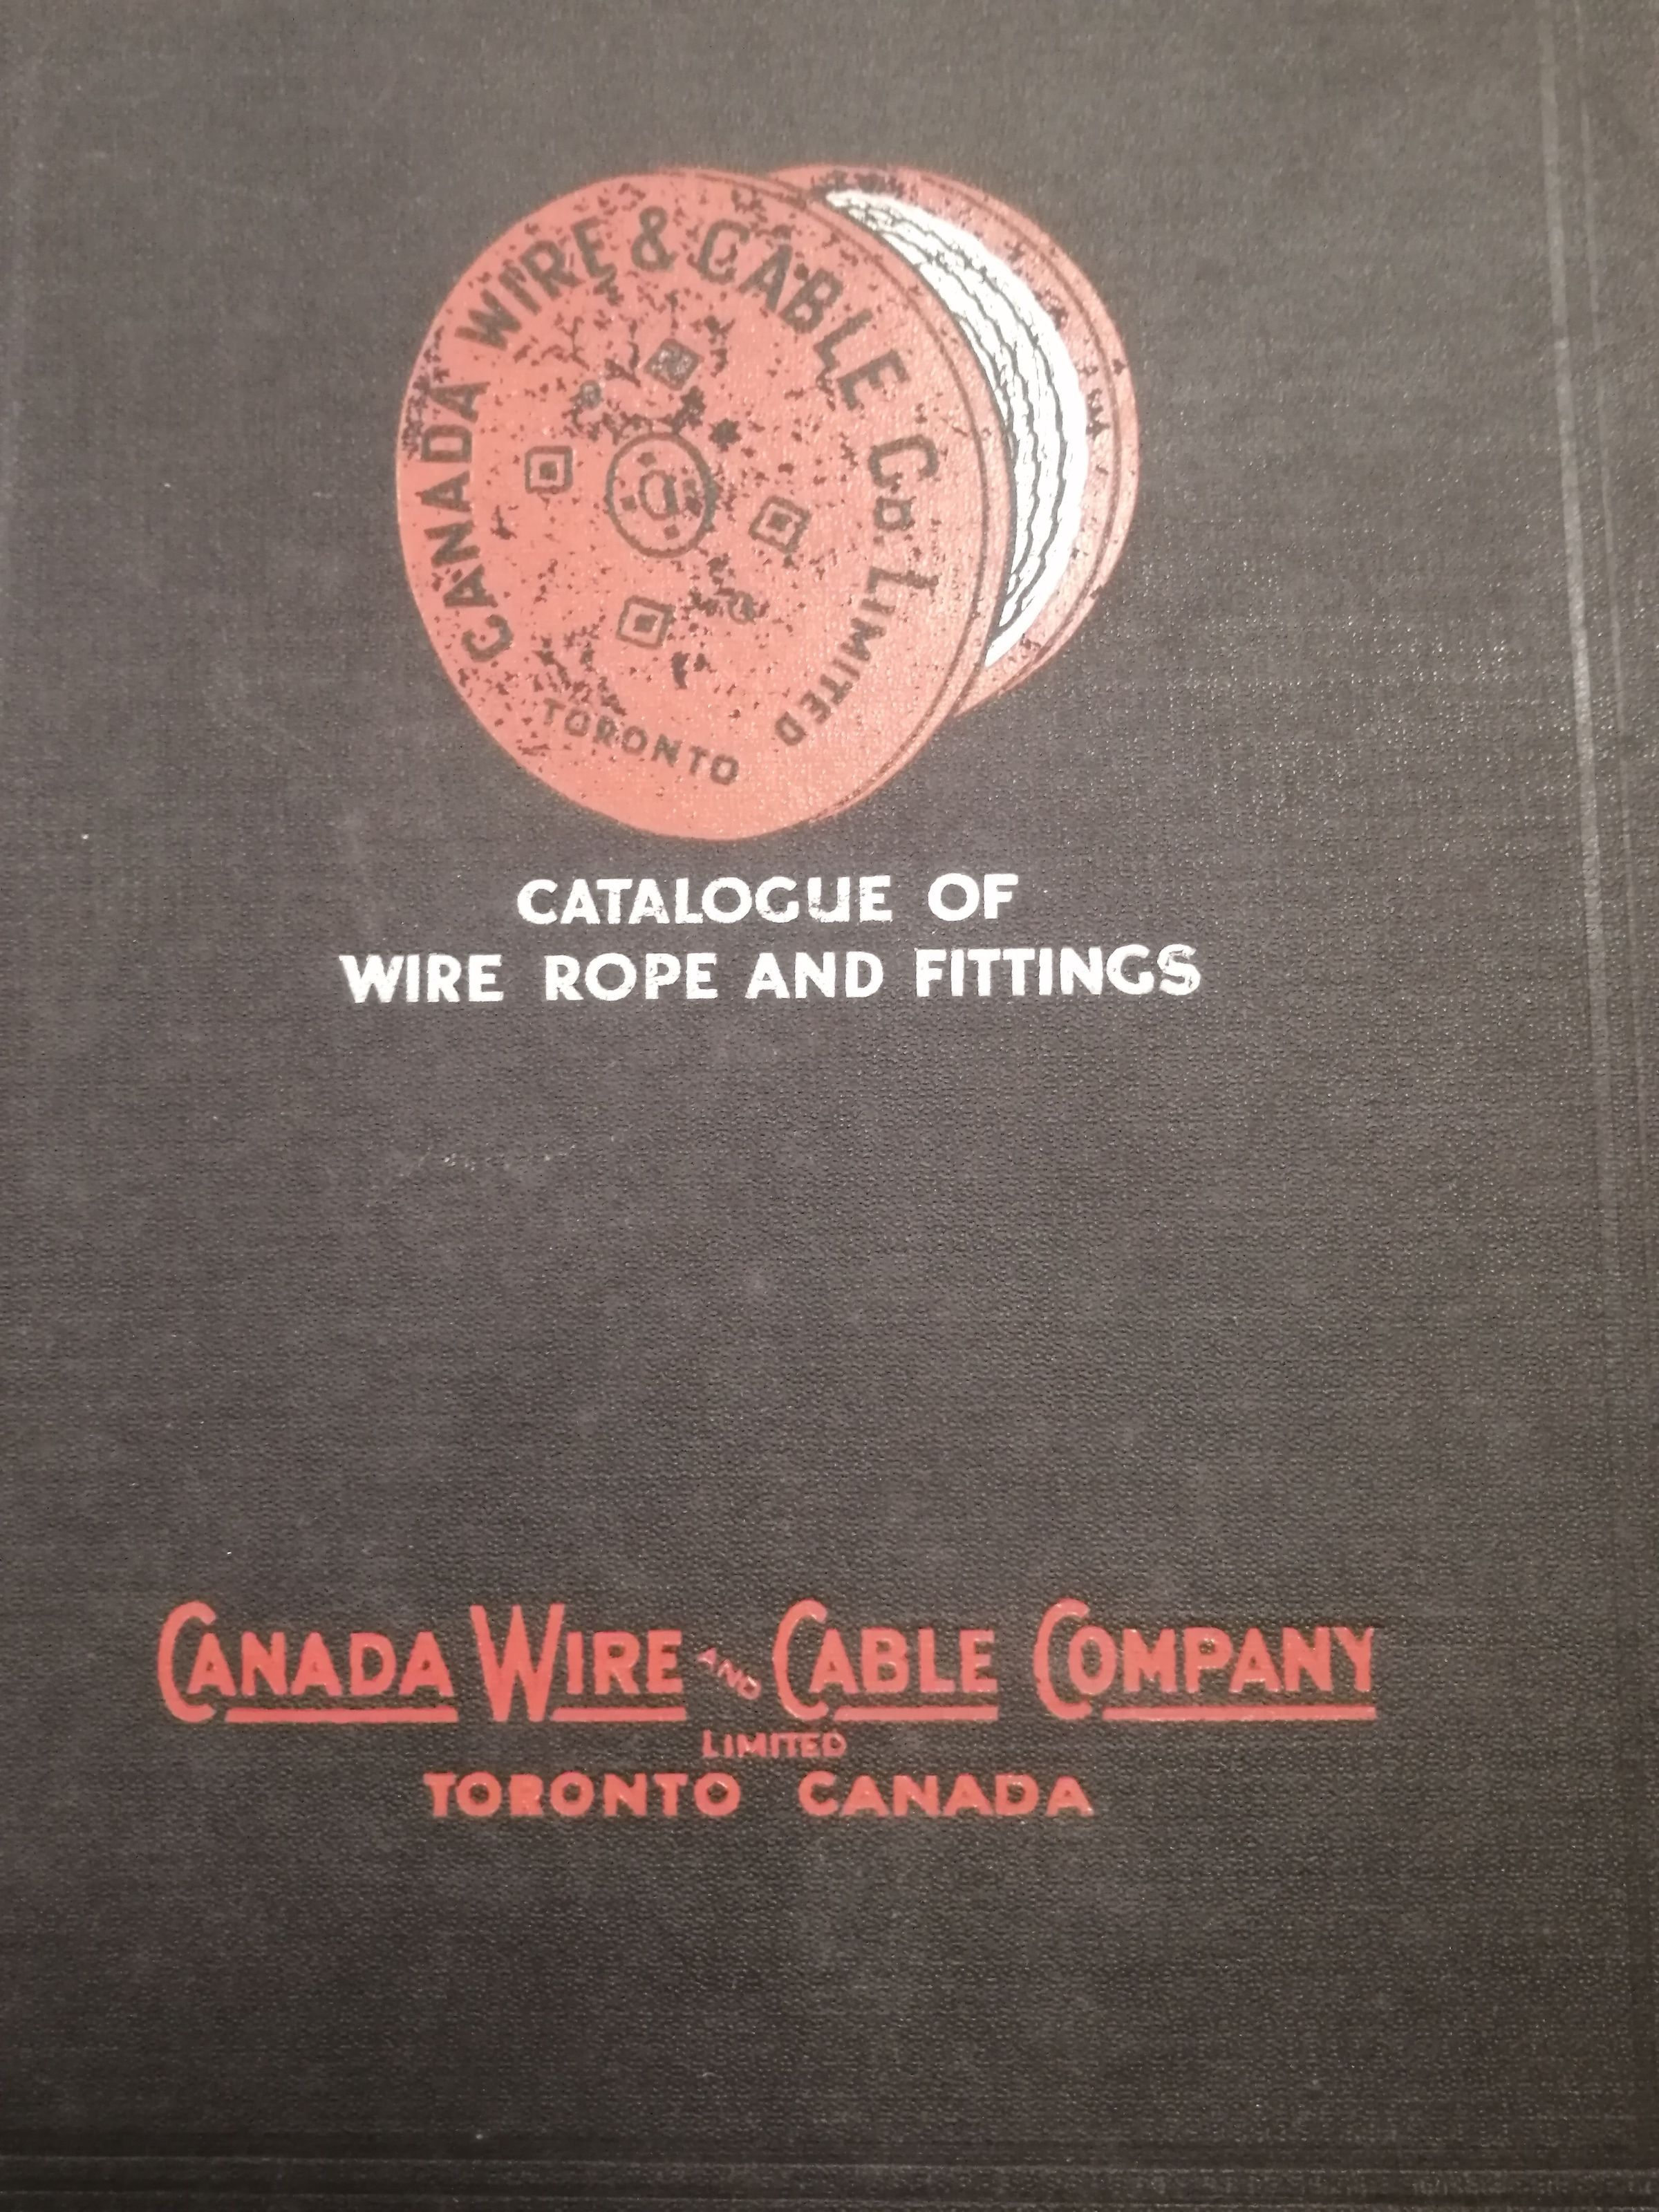 CANADA WIRE & CABLE Co. LIMITED
TORONTO
CATALOGUE OF
WIRE ROPE AND FITTINGS
CANADA WIRE AND CABLE COMPANY
LIMITED
TORONTO CANADA